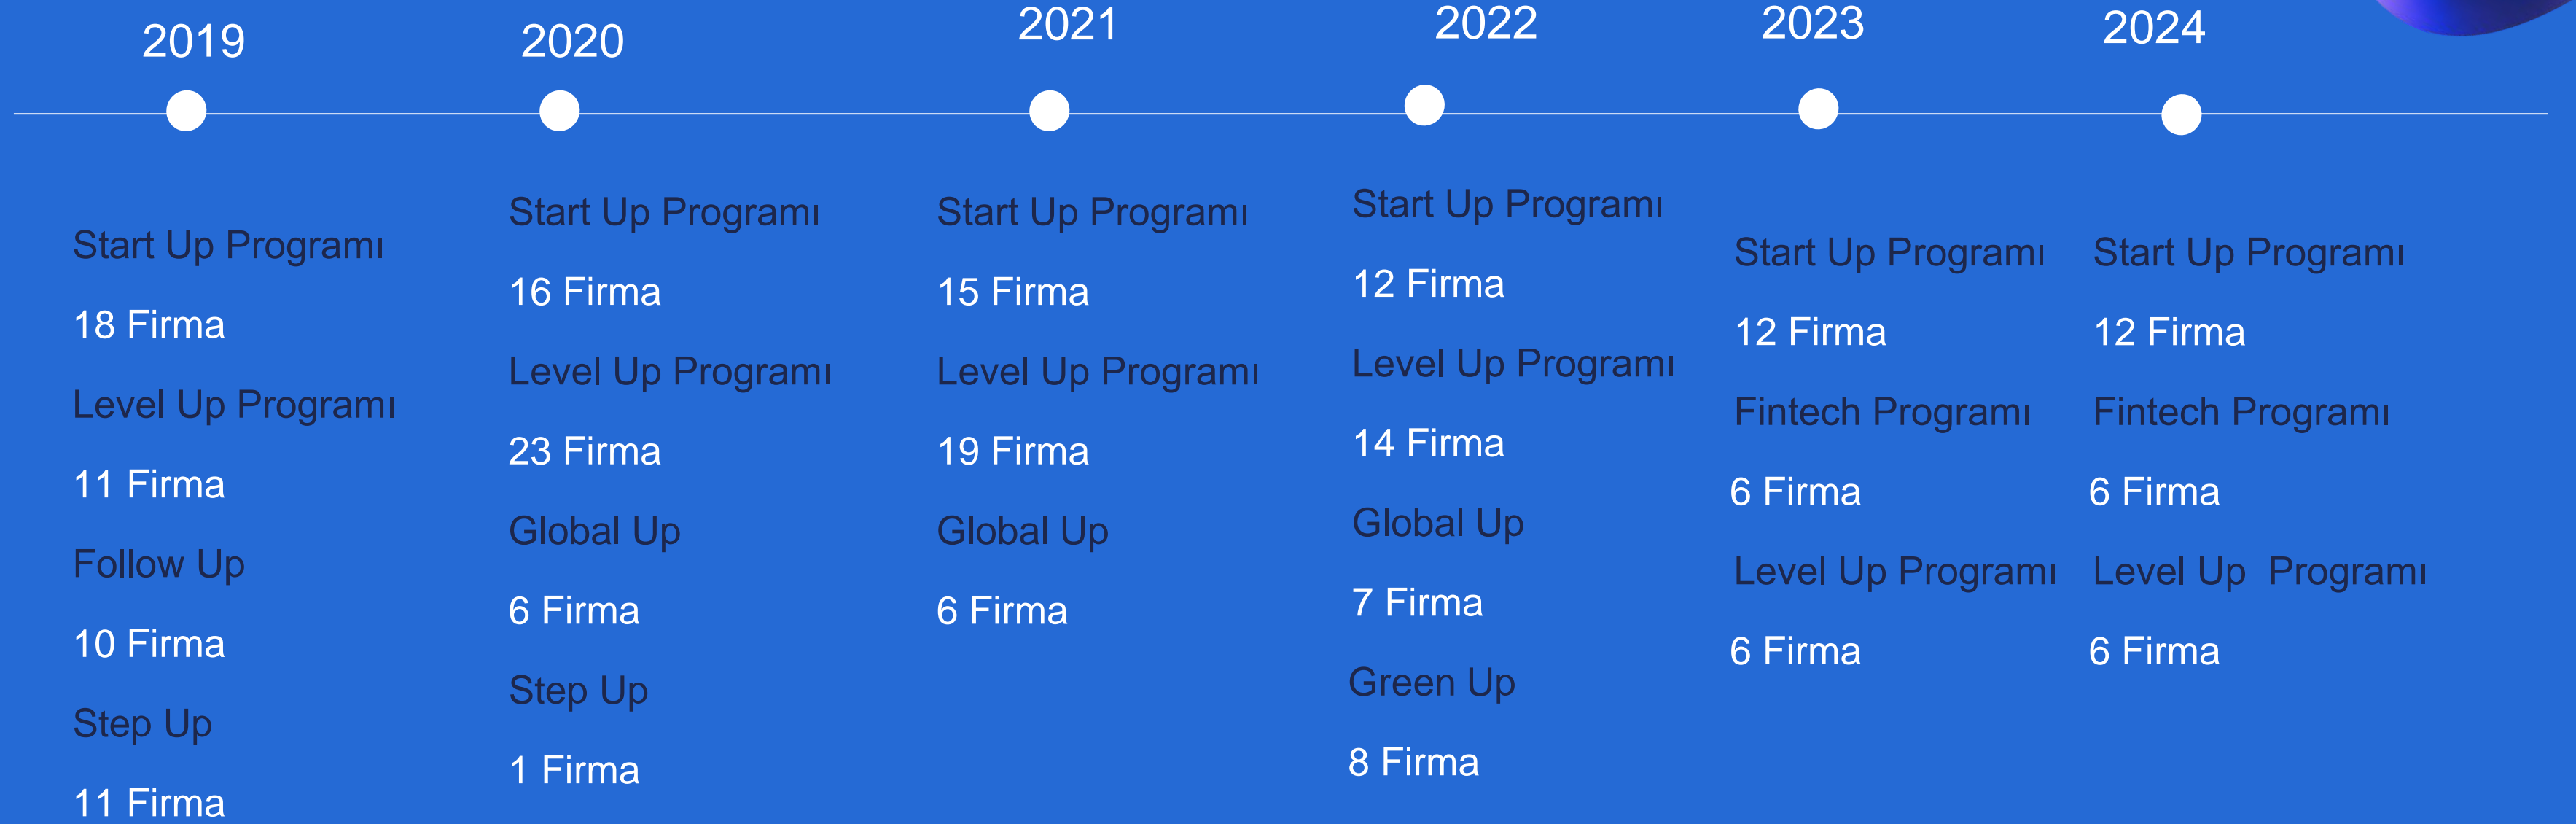 2019
Start Up Programı
18 Firma
Level Up Programı
11 Firma
Follow Up
10 Firma
Step Up
11 Firma
2020
Start Up Programı
16 Firma
Level Up Programı
23 Firma
Global Up
6 Firma
Step Up
1 Firma
2021
Start Up Programı
15 Firma
Level Up Programı
19 Firma
Global Up
6 Firma
2022
Start Up Programı
12 Firma
Level Up Programı
14 Firma
Global Up
7 Firma
Green Up
8 Firma
2023
Start Up Programı
12 Firma
Fintech Programı
6 Firma
Level Up Programı
6 Firma
2024
Start Up Programı
12 Firma
Fintech Programı
6 Firma
Level Up  Programı
6 Firma